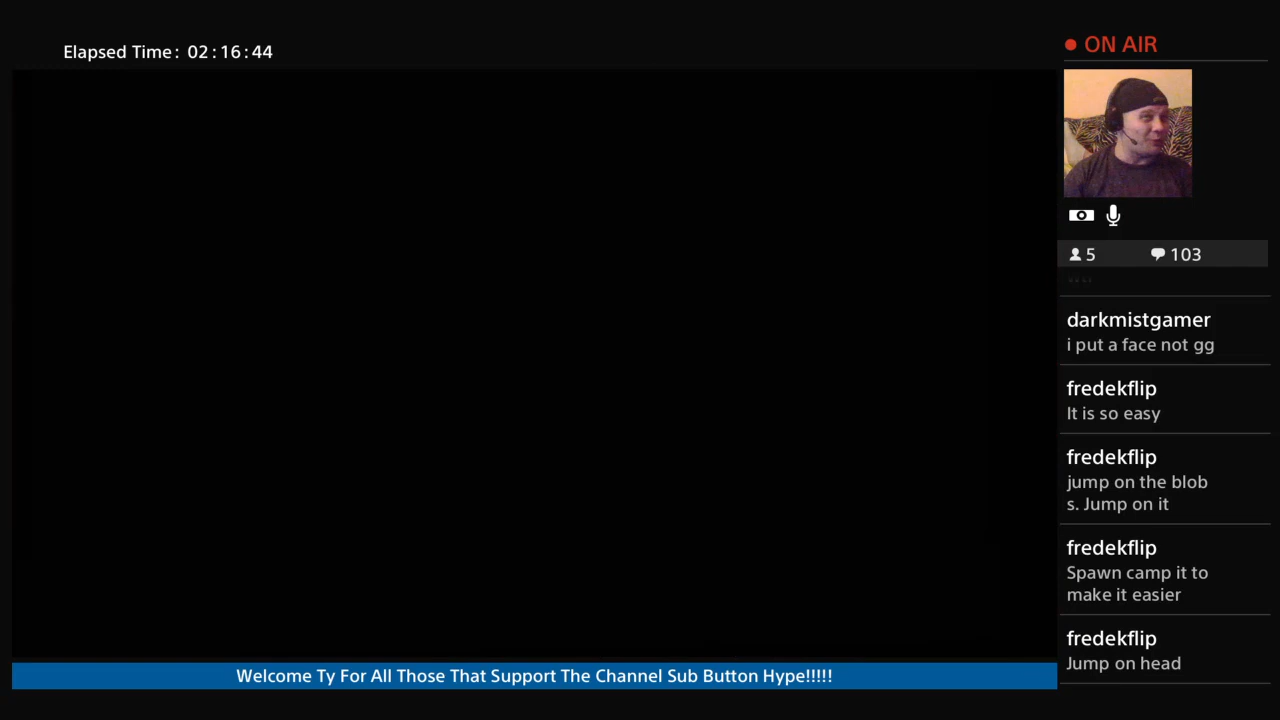 Elapsed Time: 02:16:44
ON AIR
5 103
darkmistgamer
i put a face not gg
fredekflip
It is so easy
fredekflip
jump on the blob
s. Jump on it
fredekflip
Spawn camp it to
make it easier
fredekflip
Jump on head
Welcome Ty For All Those That Support The Channel Sub Button Hype!!!!!